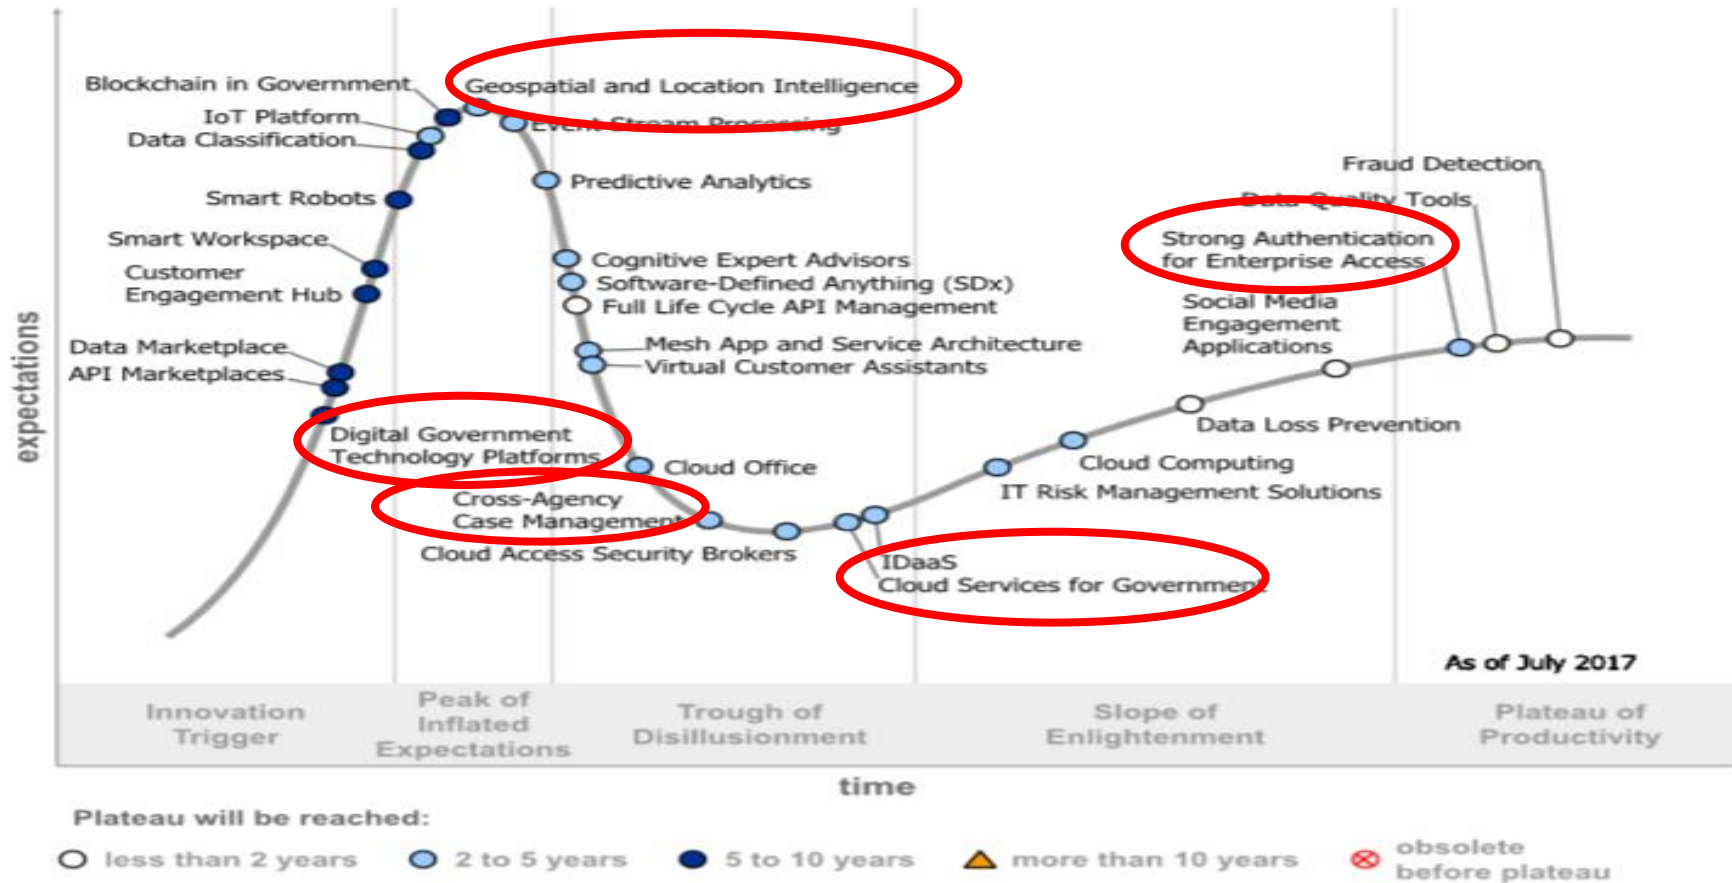 Blockchain in Government
Geospatial and Location Intelligence
IoT Platform
Event Stream Processing
Data Classification
Fraud Detection
Predictive Analytics
Smart Robots
Data Quality Tools
Smart Workspace
Strong Authentication
for Enterprise Access
Cognitive Expert Advisors
Customer
Engagement Hub
Software-Defined Anything (SDx)
Full Life Cycle API Management
Social Media
Engagement
Applications
Data Marketplace
Mesh App and Service Architecture
API Marketplaces
Virtual Customer Assistants
expectations
Digital Government
Technology Platforms
Data Loss Prevention
Cloud Office
Cloud Computing
Cross-Agency
Case Management
IT Risk Management Solutions
Cloud Access Security Brokers
IDaaS
Cloud Services for Government
As of July 2017
Innovation
Trigger
Peak of
Inflated
Expectations
Trough of
Disillusionment
Slope of
Enlightenment
Plateau of
Productivity
time
Plateau will be reached:
less than 2 years
2 to 5 years
5 to 10 years
more than 10 years
obsolete
before plateau